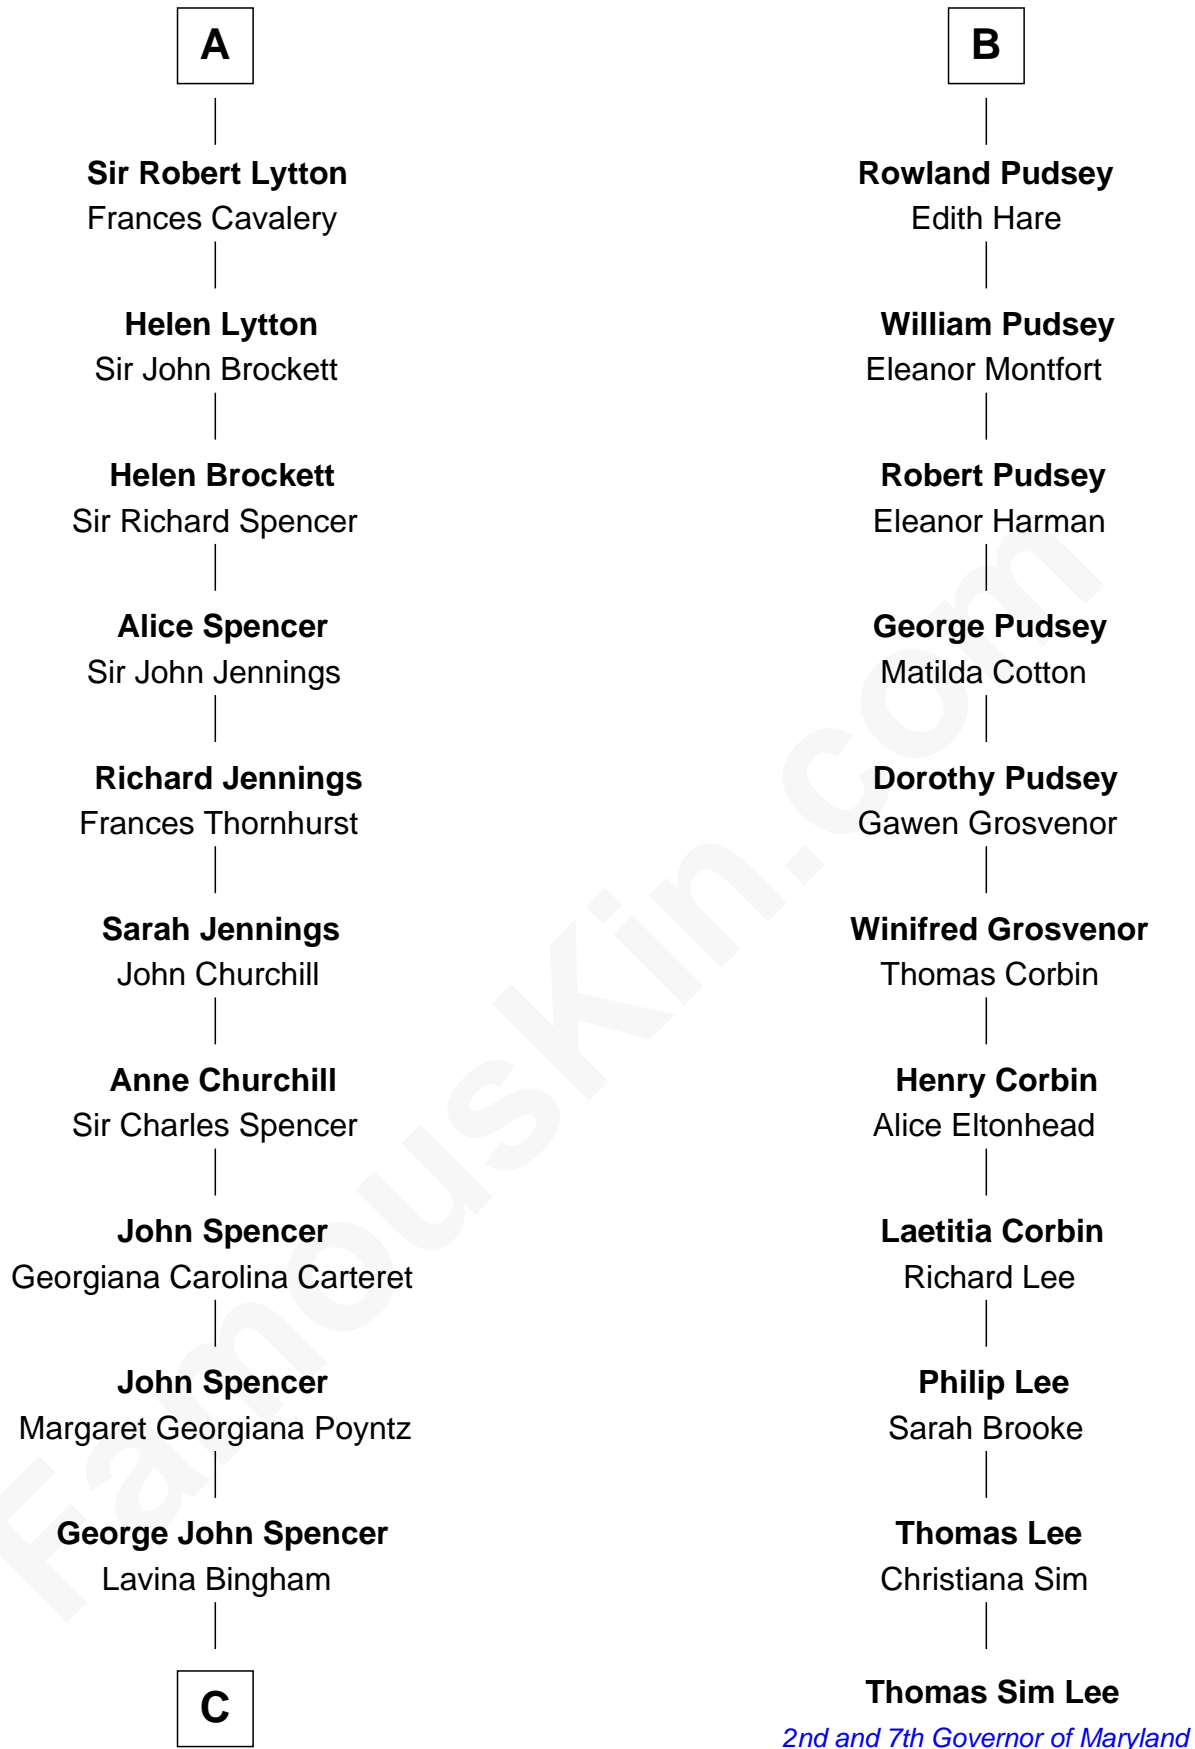 A
Sir Robert Lytton
Frances Cavalery
Helen Lytton
Sir John Brockett
Helen Brockett
Sir Richard Spencer
Alice Spencer
Sir John Jennings
Richard Jennings
Frances Thornhurst
Sarah Jennings
John Churchill
Anne Churchill
Sir Charles Spencer
John Spencer
Georgiana Carolina Carteret
John Spencer
Margaret Georgiana Poyntz
George John Spencer
Lavina Bingham
C
B
Rowland Pudsey
Edith Hare
William Pudsey
Eleanor Montfort
Robert Pudsey
Eleanor Harman
George Pudsey
Matilda Cotton
Dorothy Pudsey
Gawen Grosvenor
Winifred Grosvenor
Thomas Corbin
Henry Corbin
Alice Eltonhead
Laetitia Corbin
Richard Lee
Philip Lee
Sarah Brooke
Thomas Lee
Christiana Sim
Thomas Sim Lee
2nd and 7th Governor of Maryland
FamousKin.com